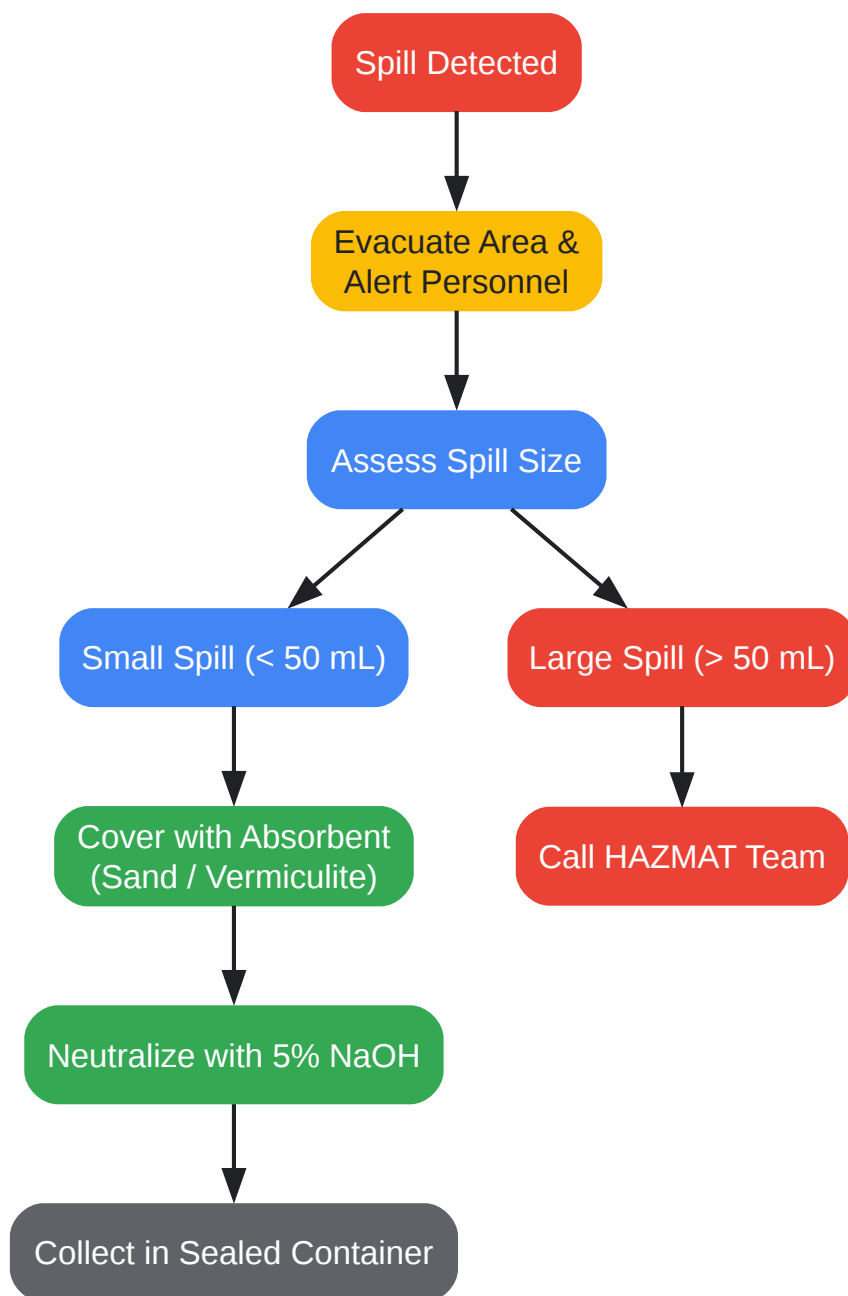 Spill Detected
Evacuate Area &
Alert Personnel
Assess Spill Size
Small Spill (< 50 mL)
Large Spill (> 50 mL)
Cover with Absorbent
(Sand / Vermiculite)
Call HAZMAT Team
Neutralize with 5% NaOH
Collect in Sealed Container